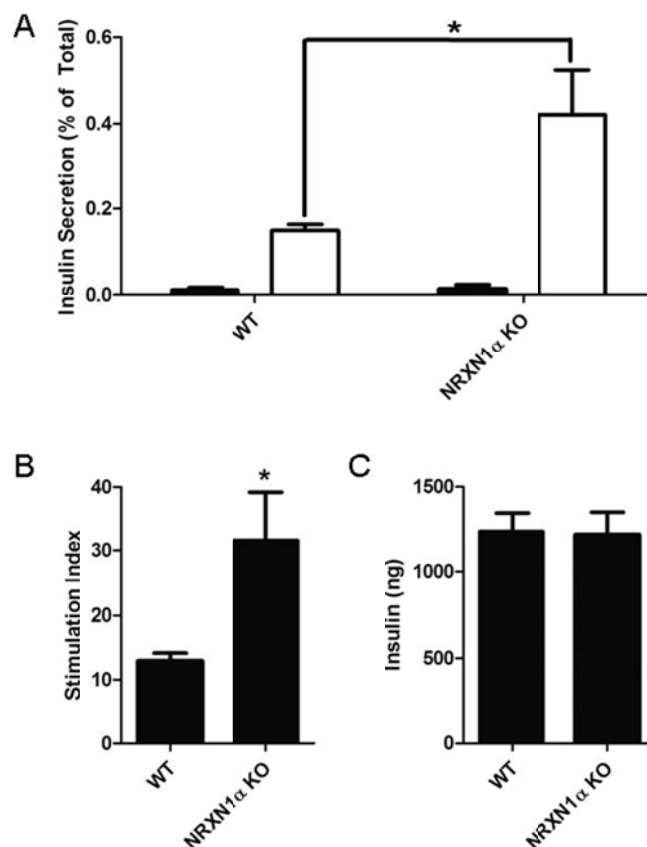 A
Insulin Secretion (% of Total)
0.6
0.4
0.2
0.0
*
WT
NRXN1α KO
B
Stimulation Index
40
30
20
10
0
*
WT
NRXN1α KO
C
Insulin (ng)
1500
1000
500
0
WT
NRXN1α KO